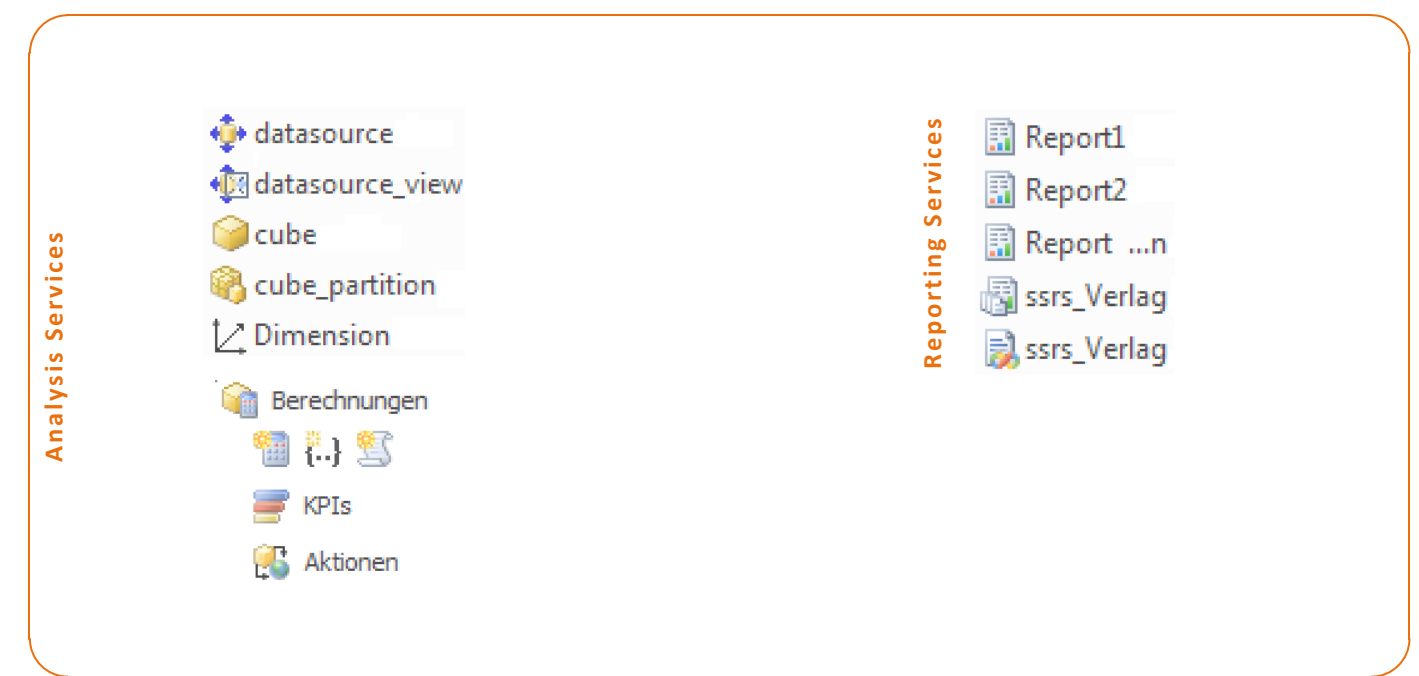 Analysis Services
datasource
datasource_view
cube
cube_partition
Dimension
Berechnungen
{..}
KPIs
Aktionen
Reporting Services
Report1
Report2
Report ...n
ssrs_Verlag
ssrs_Verlag